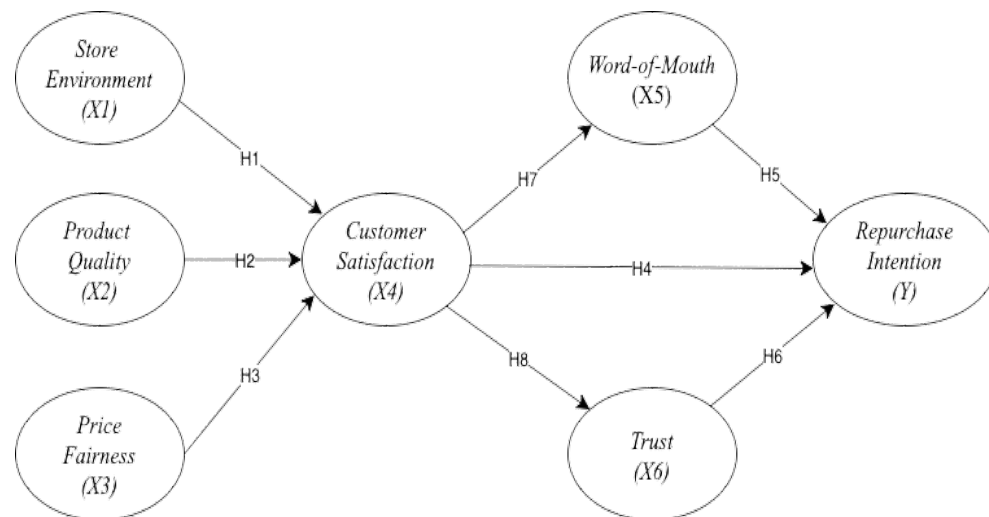 Store
Environment
(X1)
Word-of-Mouth
(X5)
H1
H7
H5
Product
Quality
(X2)
H2
Customer
Satisfaction
(X4)
H4
Repurchase
Intention
(Y)
H3
H8
H6
Price
Fairness
(X3)
Trust
(X6)